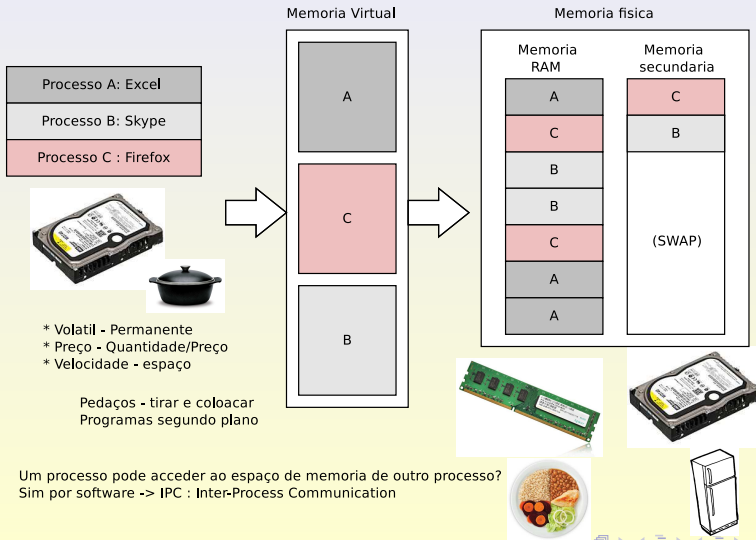 Memoria Virtual
Memoria fisica
Processo A: Excel
Processo B: Skype
Processo C : Firefox
A
C
B
Memoria
RAM
A
C
B
B
C
A
A
Memoria
secundaria
C
B
(SWAP)
* Volatil - Permanente
* Preço - Quantidade/Preço
* Velocidade - espaço
Pedaços - tirar e coloacar
Programas segundo plano
Um processo pode acceder ao espaço de memoria de outro processo?
Sim por software -> IPC : Inter-Process Communication